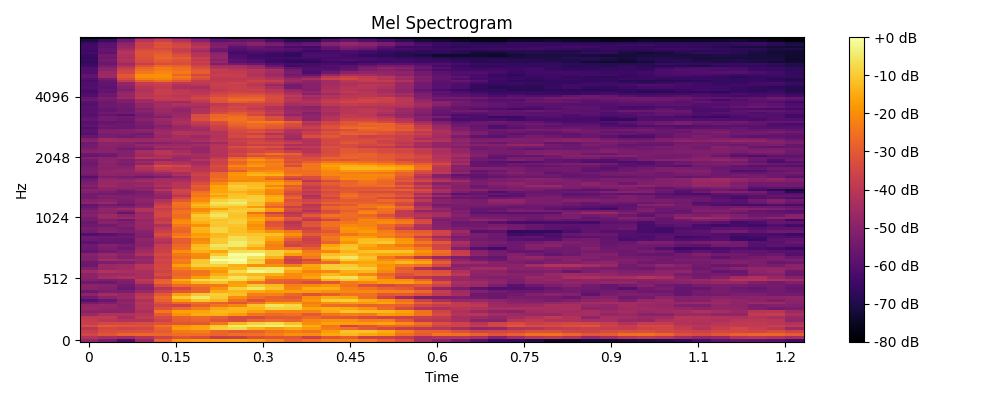 Mel Spectrogram
Hz
4096
2048
1024
512
0
0 0.15 0.3 0.45 0.6 0.75 0.9 1.1 1.2
Time
+0 dB
-10 dB
-20 dB
-30 dB
-40 dB
-50 dB
-60 dB
-70 dB
-80 dB